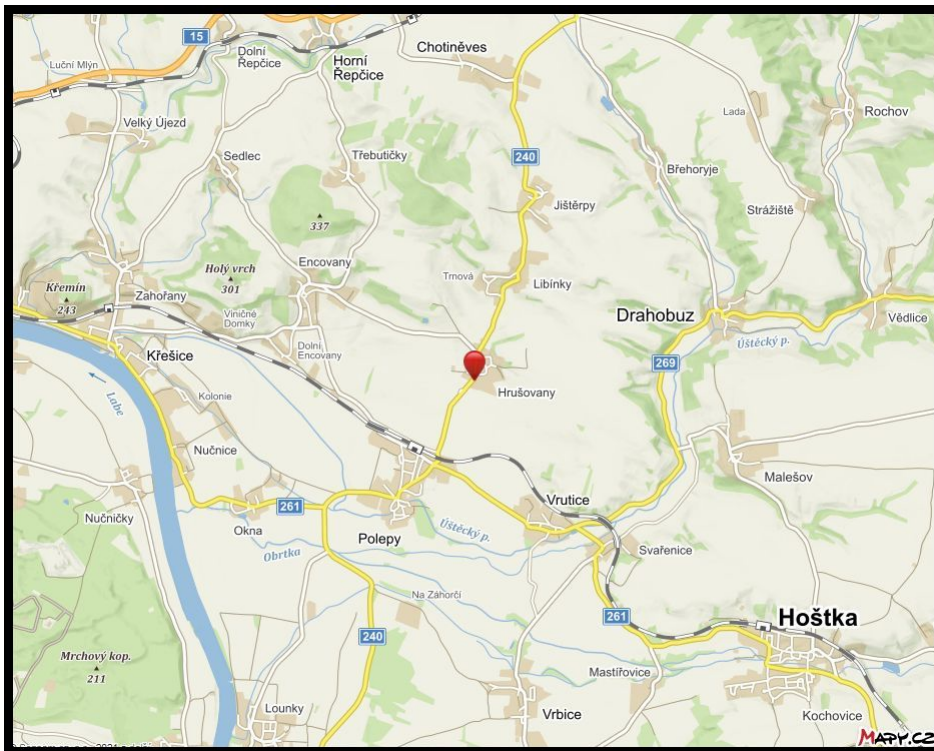 15
Dolní
Řepčice
Horní
Řepčice
Chotiněves
Luční Mlýn
Velký Újezd
Sedlec
Třebutičky
240
Lada
Rochov
Břehoryje
Jištěrpy
Strážiště
337
Holý vrch
301
Encovany
Trnová
Libínky
Křemín
243
Zahořany
Viničné
Domky
Drahobuz
Vědlice
Úštěcký p.
Dolní
Encovany
Křešice
269
Labe
Kolonie
Hrušovany
Nučnice
Malešov
Nučničky
261
Okna
Vrutice
Polepy
Úštěcký p.
Obrtka
Svařenice
Na Záhorčí
240
261
Hoštka
Mrchový kop.
211
Mastířovice
Lounky
Vrbice
Kochovice
MAPY.CZ